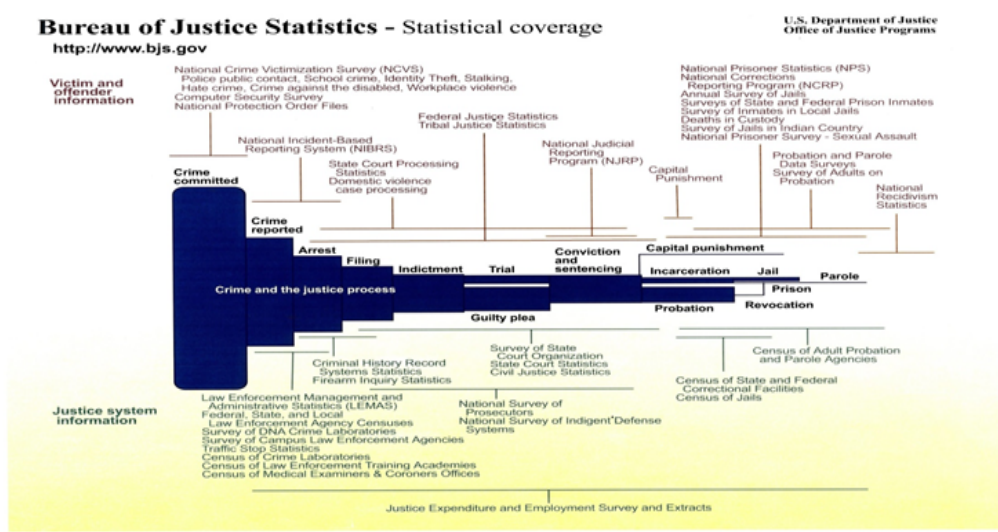 Bureau of Justice Statistics - Statistical coverage
http://www.bjs.gov
U.S. Department of Justice
Office of Justice Programs
Victim and
offender
information
National Crime Victimization Survey (NCVS)
Police public contact, School crime, Identity Theft, Stalking,
Hate crime, Crime against the disabled, Workplace violence
Computer Security Survey
National Protection Order Files
National Incident-Based
Reporting System (NIBRS)
State Court Processing
Statistics
Domestic violence
case processing
Federal Justice Statistics
Tribal Justice Statistics
National Judicial
Reporting
Program (NJRP)
Capital
Punishment
National Prisoner Statistics (NPS)
National Corrections
Reporting Program (NCRP)
Annual Survey of Jails
Surveys of State and Federal Prison Inmates
Survey of Inmates in Local Jails
Deaths in Custody
Survey of Jails in Indian Country
National Prisoner Survey - Sexual Assault
Probation and Parole
Data Surveys
Survey of Adults on
Probation
National
Recidivism
Statistics
Crime
committed
Crime
reported
Arrest
Filing
Indictment
Trial
Guilty plea
Conviction
and
sentencing
Capital punishment
Incarceration
Jail
Parole
Prison
Probation
Revocation
Crime and the justice process
Criminal History Record
Systems Statistics
Firearm Inquiry Statistics
Survey of State
Court Organization
State Court Statistics
Civil Justice Statistics
Census of Adult Probation
and Parole Agencies
Census of State and Federal
Correctional Facilities
Census of Jails
Justice system
information
Law Enforcement Management and
Administrative Statistics (LEMAS)
Federal, State, and Local
Law Enforcement Agency Censuses
Survey of DNA Crime Laboratories
Survey of Campus Law Enforcement Agencies
Traffic Stop Statistics
Census of Crime Laboratories
Census of Law Enforcement Training Academies
Census of Medical Examiners & Coroners Offices
National Survey of
Prosecutors
National Survey of Indigent Defense
Systems
Justice Expenditure and Employment Survey and Extracts